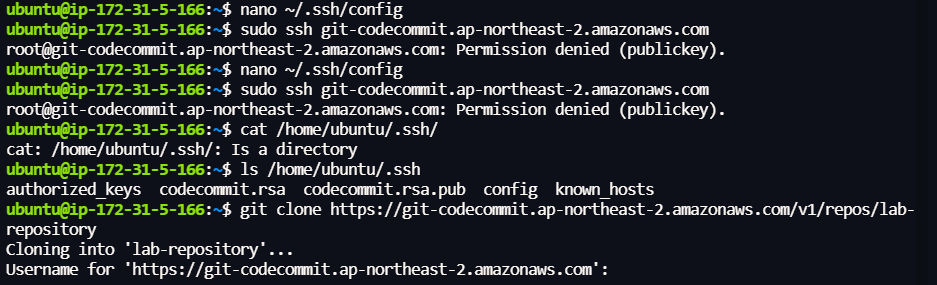 ubuntu@ip-172-31-5-166:~$ nano ~/.ssh/config
ubuntu@ip-172-31-5-166:~$ sudo ssh git-codecommit.ap-northeast-2.amazonaws.com
root@git-codecommit.ap-northeast-2.amazonaws.com: Permission denied (publickey).
ubuntu@ip-172-31-5-166:~$ nano ~/.ssh/config
ubuntu@ip-172-31-5-166:~$ sudo ssh git-codecommit.ap-northeast-2.amazonaws.com
root@git-codecommit.ap-northeast-2.amazonaws.com: Permission denied (publickey).
ubuntu@ip-172-31-5-166:~$ cat /home/ubuntu/.ssh/
cat: /home/ubuntu/.ssh/: Is a directory
ubuntu@ip-172-31-5-166:~$ ls /home/ubuntu/.ssh
authorized_keys  codecommit.rsa  codecommit.rsa.pub  config  known_hosts
ubuntu@ip-172-31-5-166:~$ git clone https://git-codecommit.ap-northeast-2.amazonaws.com/v1/repos/lab-
repository
Cloning into 'lab-repository'...
Username for 'https://git-codecommit.ap-northeast-2.amazonaws.com':